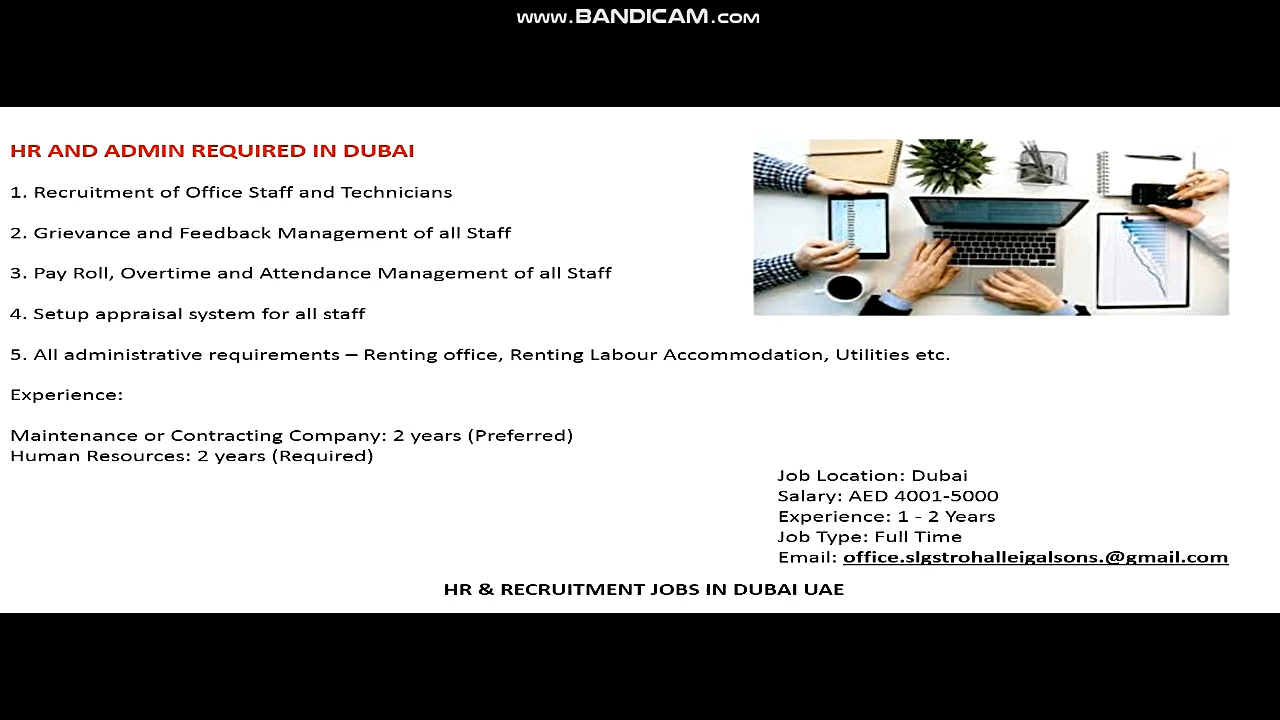 www.BANDICAM.com
HR AND ADMIN REQUIRED IN DUBAI
1. Recruitment of Office Staff and Technicians
2. Grievance and Feedback Management of all Staff
3. Pay Roll, Overtime and Attendance Management of all Staff
4. Setup appraisal system for all staff
5. All administrative requirements – Renting office, Renting Labour Accommodation, Utilities etc.
Experience:
Maintenance or Contracting Company: 2 years (Preferred)
Human Resources: 2 years (Required)
Job Location: Dubai
Salary: AED 4001-5000
Experience: 1 - 2 Years
Job Type: Full Time
Email: office.slgstrohalleigalsons.@gmail.com
HR & RECRUITMENT JOBS IN DUBAI UAE